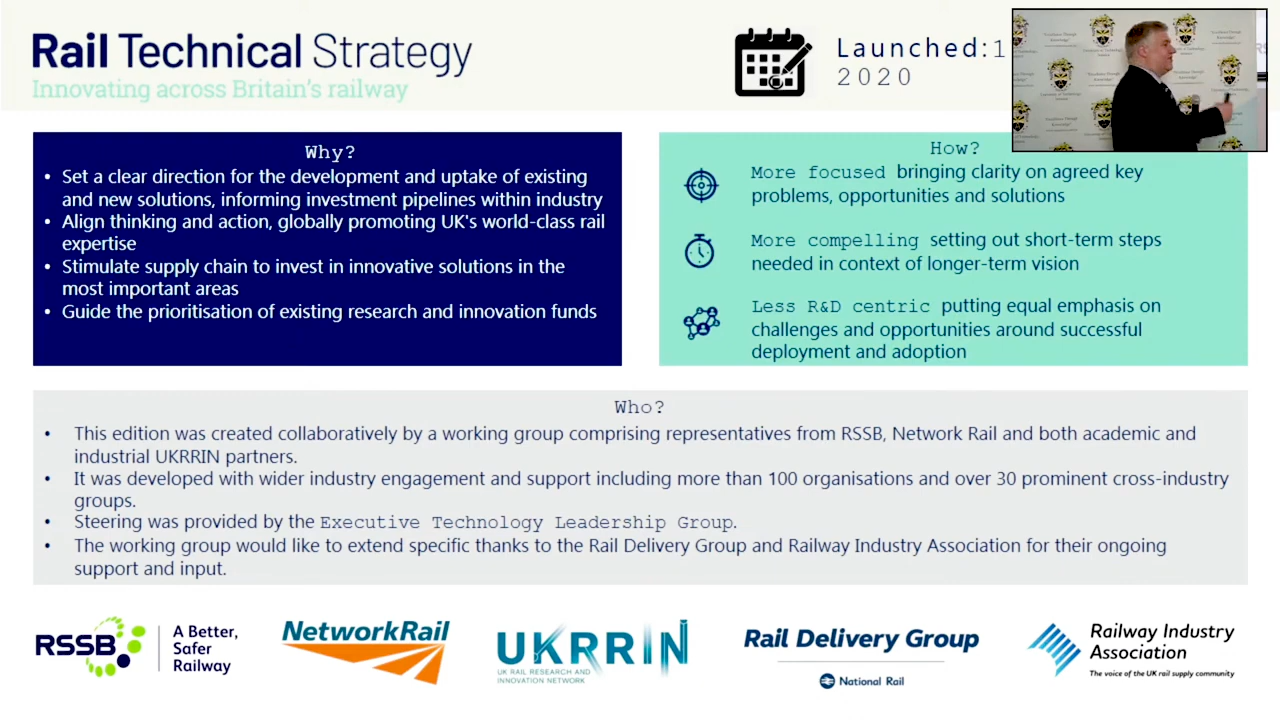 Rail Technical Strategy
Innovating across Britain's railway
Launched:1
2020
Why?
• Set a clear direction for the development and uptake of existing
and new solutions, informing investment pipelines within industry
• Align thinking and action, globally promoting UK's world-class rail
expertise
• Stimulate supply chain to invest in innovative solutions in the
most important areas
• Guide the prioritisation of existing research and innovation funds
How?
More focused bringing clarity on agreed key
problems, opportunities and solutions
More compelling setting out short-term steps
needed in context of longer-term vision
Less R&D centric putting equal emphasis on
challenges and opportunities around successful
deployment and adoption
Who?
• This edition was created collaboratively by a working group comprising representatives from RSSB, Network Rail and both academic and
industrial UKRRIN partners.
• It was developed with wider industry engagement and support including more than 100 organisations and over 30 prominent cross-industry
groups.
• Steering was provided by the Executive Technology Leadership Group.
• The working group would like to extend specific thanks to the Rail Delivery Group and Railway Industry Association for their ongoing
support and input.
RSSB
A Better,
Safer
Railway
NetworkRail
UKRRIN
UK RAIL RESEARCH AND
INNOVATION NETWORK
Rail Delivery Group
National Rail
Railway Industry
Association
The voice of the UK rail supply community